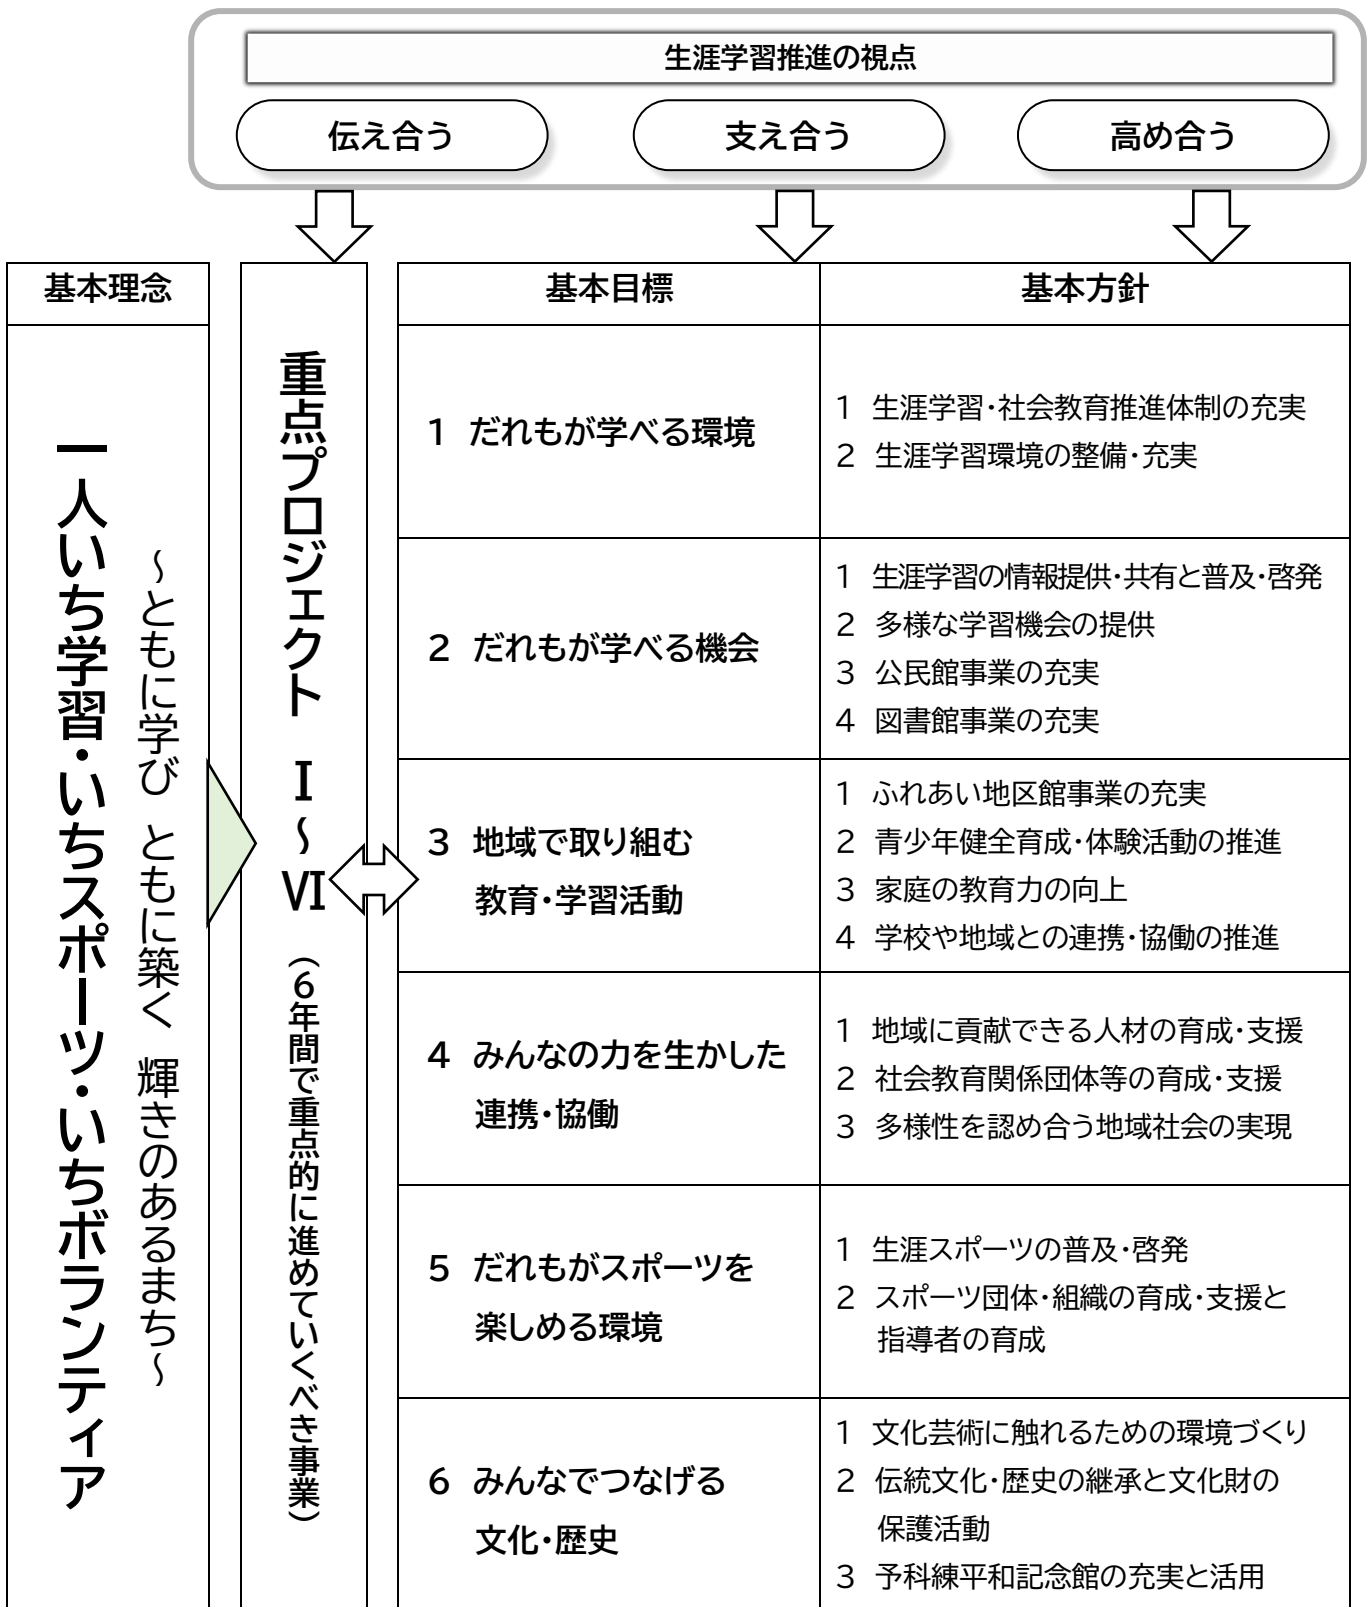 生涯学習推進の視点
伝え合う
支え合う
高め合う
基本理念
一人いち学習・いちスポーツ・いちボランティア
～ともに学び ともに築く 輝きのあるまち～
重点プロジェクト Ⅰ～Ⅵ （６年間で重点的に進めていくべき事業）
基本目標
基本方針
1 だれもが学べる環境
1 生涯学習・社会教育推進体制の充実
2 生涯学習環境の整備・充実
2 だれもが学べる機会
1 生涯学習の情報提供・共有と普及・啓発
2 多様な学習機会の提供
3 公民館事業の充実
4 図書館事業の充実
3 地域で取り組む
教育・学習活動
1 ふれあい地区館事業の充実
2 青少年健全育成・体験活動の推進
3 家庭の教育力の向上
4 学校や地域との連携・協働の推進
4 みんなの力を生かした
連携・協働
1 地域に貢献できる人材の育成・支援
2 社会教育関係団体等の育成・支援
3 多様性を認め合う地域社会の実現
5 だれもがスポーツを
楽しめる環境
1 生涯スポーツの普及・啓発
2 スポーツ団体・組織の育成・支援と
指導者の育成
6 みんなでつなげる
文化・歴史
1 文化芸術に触れるための環境づくり
2 伝統文化・歴史の継承と文化財の
保護活動
3 予科練平和記念館の充実と活用